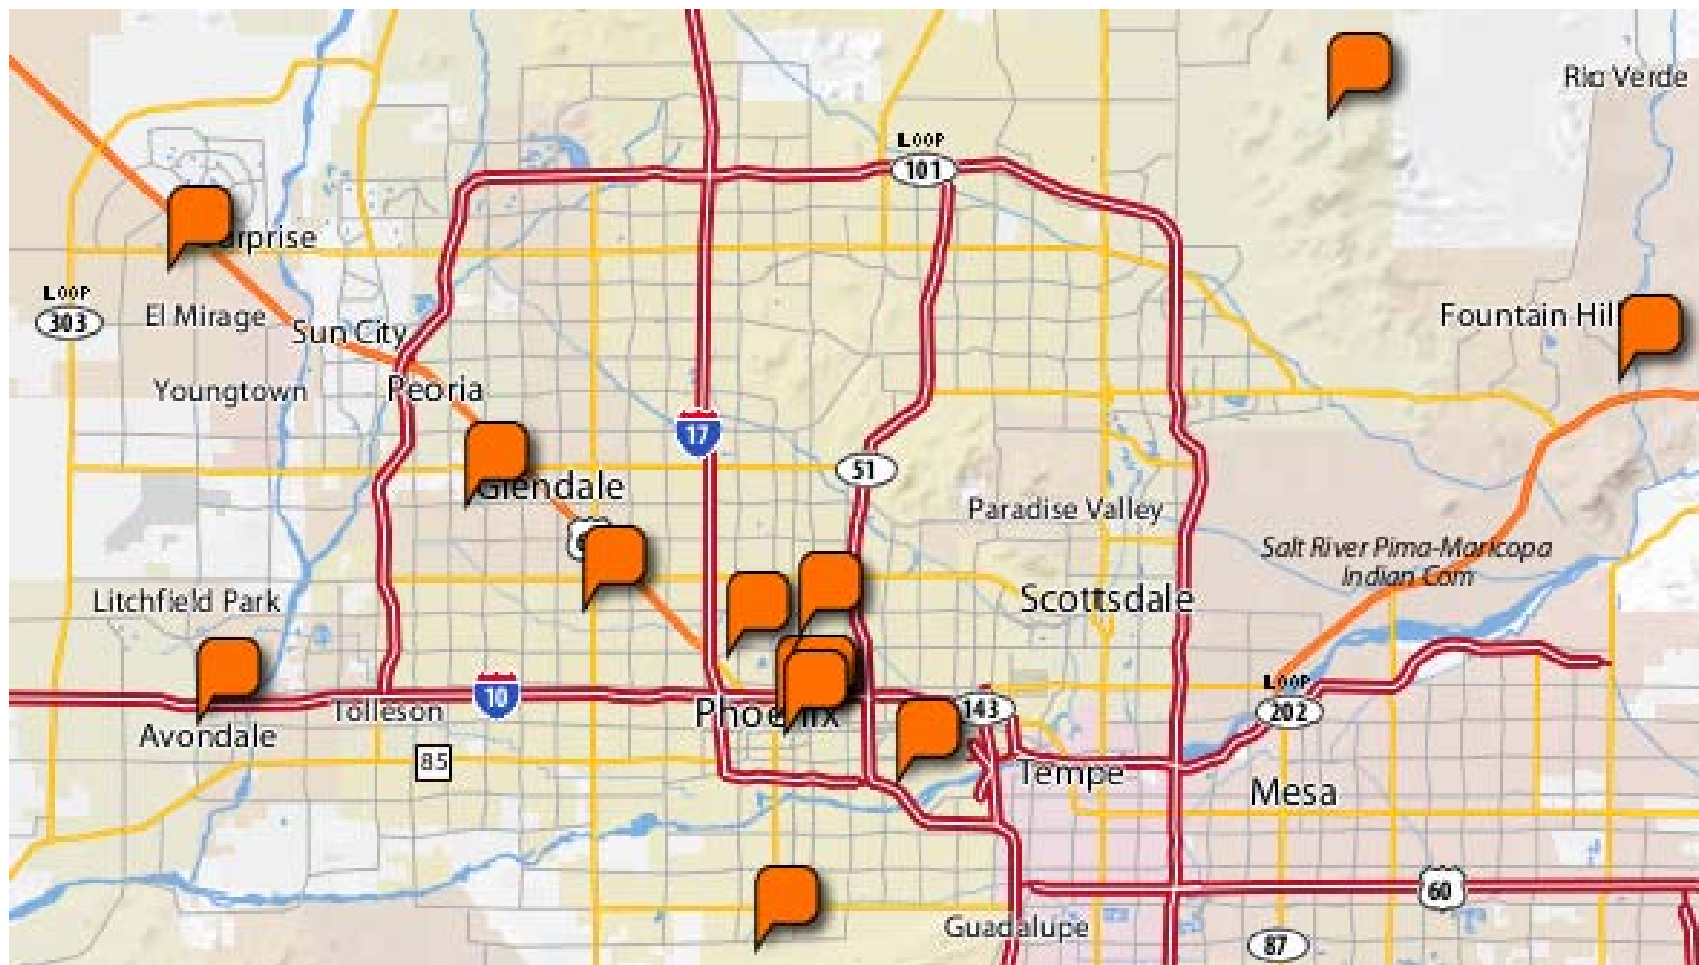 Rio Verde
LOOP
101
rprise
LOOP
303
El Mirage
Fountain Hil
Sun City
Youngtown
Peoria
17
51
Glendale
Paradise Valley
Salt River Pima-Maricopa
Indian Com
Litchfield Park
Scottsdale
LOOP
202
10
Tolleson
Phoenix
143
Avondale
85
Tempe
Mesa
60
Guadalupe
87